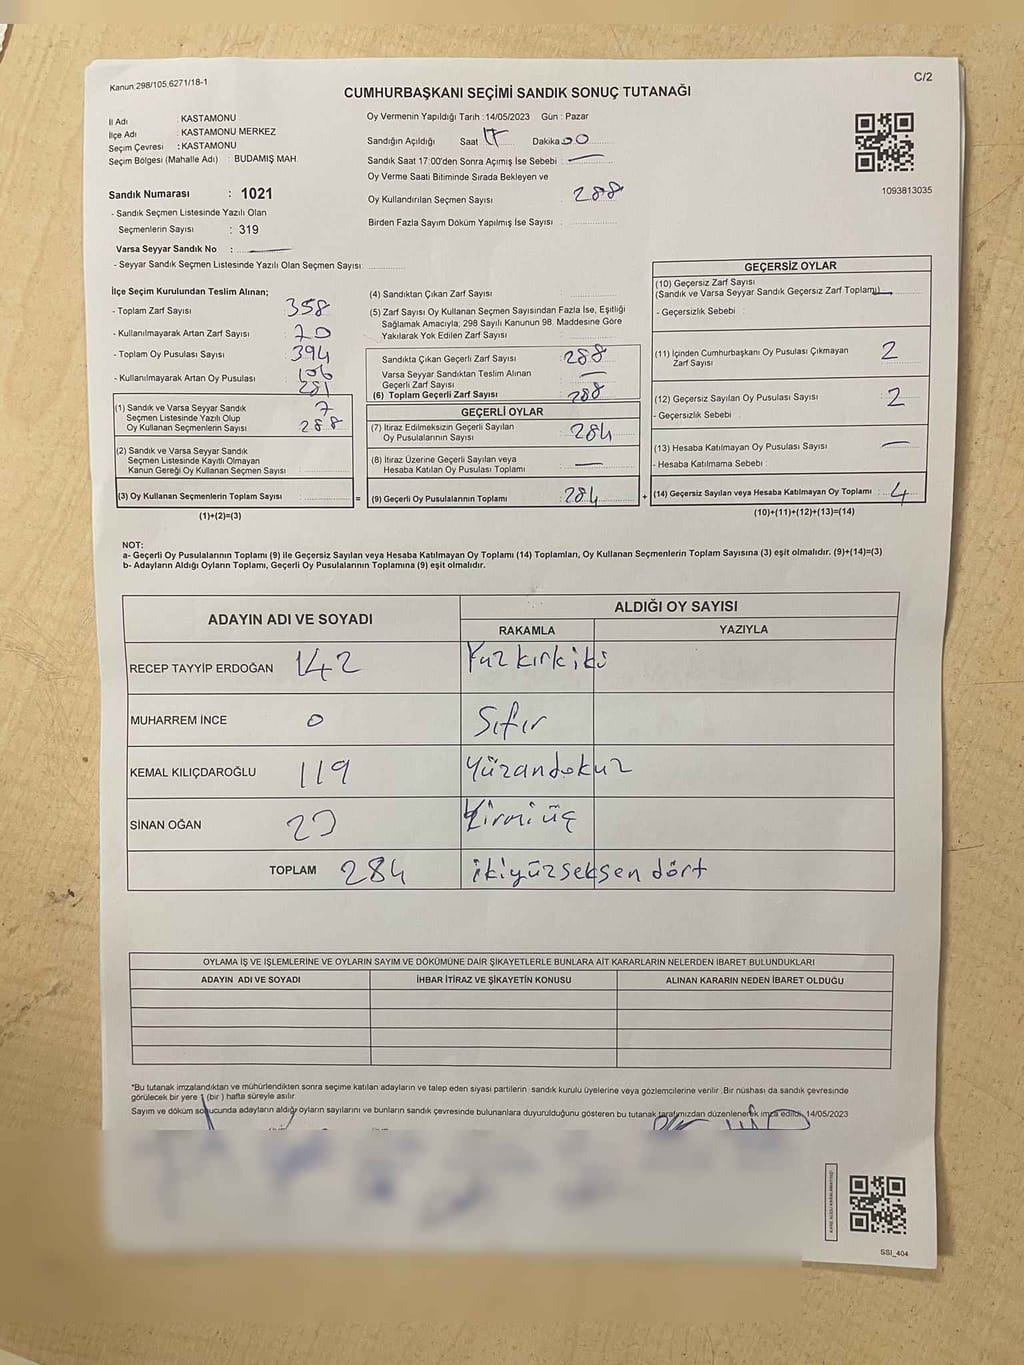 Kanun 298/105,6271/18-1
C/2
CUMHURBAŞKANI SEÇİMİ SANDIK SONUÇ TUTANAĞI
İl Adı : KASTAMONU
İlçe Adı : KASTAMONU MERKEZ
Seçim Çevresi : KASTAMONU
Seçim Bölgesi (Mahalle Adı) : BUDAMIŞ MAH.
Sandık Numarası : 1021
- Sandık Seçmen Listesinde Yazılı Olan
Seçmenlerin Sayısı : 319
Varsa Seyyar Sandık No :
- Seyyar Sandık Seçmen Listesinde Yazılı Olan Seçmen Sayısı
Oy Vermenin Yapıldığı Tarih : 14/05/2023 Gün : Pazar
Sandığın Açıldığı Saat 17 Dakika 00
Sandık Saat 17:00'den Sonra Açımış İse Sebebi :
Oy Verme Saati Bitiminde Sırada Bekleyen ve
Oy Kullandırılan Seçmen Sayısı : 288
Birden Fazla Sayım Döküm Yapılmış İse Sayısı :
1093813035
İlçe Seçim Kurulundan Teslim Alınan;
- Toplam Zarf Sayısı : 358
- Kullanılmayarak Artan Zarf Sayısı : 70
- Toplam Oy Pusulası Sayısı : 394
- Kullanılmayarak Artan Oy Pusulası : 106
281
(1) Sandık ve Varsa Seyyar Sandık 7
Seçmen Listesinde Yazılı Olup
Oy Kullanan Seçmenlerin Sayısı : 288
(2) Sandık ve Varsa Seyyar Sandık
Seçmen Listesinde Kayıtlı Olmayan
Kanun Gereği Oy Kullanan Seçmen Sayısı :
(3) Oy Kullanan Seçmenlerin Toplam Sayısı :
(1)+(2)=(3)
(4) Sandıktan Çıkan Zarf Sayısı :
(5) Zarf Sayısı Oy Kullanan Seçmen Sayısından Fazla İse, Eşitliği
Sağlamak Amacıyla; 298 Sayılı Kanunun 98. Maddesine Göre
Yakılarak Yok Edilen Zarf Sayısı :
Sandıkta Çıkan Geçerli Zarf Sayısı : 288
Varsa Seyyar Sandıktan Teslim Alınan
Geçerli Zarf Sayısı :
(6) Toplam Geçerli Zarf Sayısı : 288
GEÇERLİ OYLAR
(7) İtiraz Edilmeksizin Geçerli Sayılan
Oy Pusulalarının Sayısı : 284
(8) İtiraz Üzerine Geçerli Sayılan veya
Hesaba Katılan Oy Pusulası Toplamı :
= (9) Geçerli Oy Pusulalarının Toplamı : 284
GEÇERSİZ OYLAR
(10) Geçersiz Zarf Sayısı
(Sandık ve Varsa Seyyar Sandık Geçersiz Zarf Toplamı)
- Geçersizlik Sebebi :
(11) İçinden Cumhurbaşkanı Oy Pusulası Çıkmayan
Zarf Sayısı : 2
(12) Geçersiz Sayılan Oy Pusulası Sayısı : 2
- Geçersizlik Sebebi :
(13) Hesaba Katılmayan Oy Pusulası Sayısı :
- Hesaba Katılmama Sebebi :
+ (14) Geçersiz Sayılan veya Hesaba Katılmayan Oy Toplamı : 4
(10)+(11)+(12)+(13)=(14)
NOT:
a- Geçerli Oy Pusulalarının Toplamı (9) ile Geçersiz Sayılan veya Hesaba Katılmayan Oy Toplamı (14) Toplamları, Oy Kullanan Seçmenlerin Toplam Sayısına (3) eşit olmalıdır. (9)+(14)=(3)
b- Adayların Aldığı Oyların Toplamı, Geçerli Oy Pusulalarının Toplamına (9) eşit olmalıdır.
ADAYIN ADI VE SOYADI ALDIĞI OY SAYISI
RAKAMLA YAZIYLA
RECEP TAYYİP ERDOĞAN 142 Yüz kırk iki
MUHARREM İNCE 0 Sıfır
KEMAL KILIÇDAROĞLU 119 Yüzondokuz
SİNAN OĞAN 23 Yirmi üç
TOPLAM 284 ikiyüzseksen dört
OYLAMA İŞ VE İŞLEMLERİNE VE OYLARIN SAYIM VE DÖKÜMÜNE DAİR ŞİKAYETLERLE BUNLARA AİT KARARLARIN NELERDEN İBARET BULUNDUKLARI
ADAYIN ADI VE SOYADI İHBAR İTİRAZ VE ŞİKAYETİN KONUSU ALINAN KARARIN NEDEN İBARET OLDUĞU
*Bu tutanak imzalandıktan ve mühürlendikten sonra seçime katılan adayların ve talep eden siyasi partilerin sandık kurulu üyelerine veya gözlemcilerine verilir. Bir nüshası da sandık çevresinde
görülecek bir yere 1 (bir) hafta süreyle asılır.
Sayım ve döküm sonucunda adayların aldığı oyların sayılarını ve bunların sandık çevresinde bulunanlara duyurulduğunu gösteren bu tutanak tarafımızdan düzenlenerek imza edildi. 14/05/2023
SSI_404